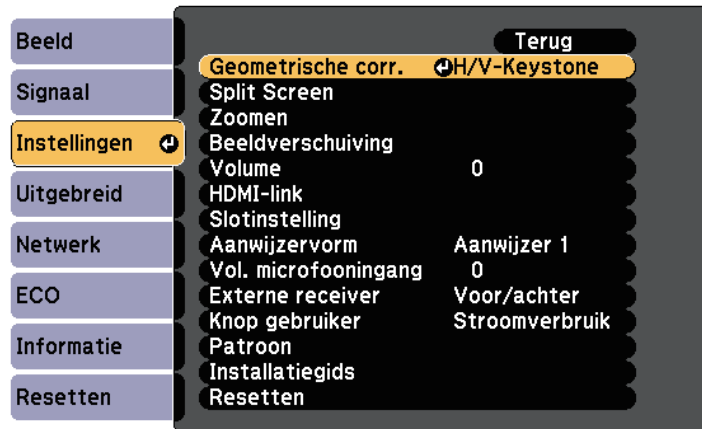 Beeld
Signaal
Instellingen
Uitgebreid
Netwerk
ECO
Informatie
Resetten
Terug
Geometrische corr. H/V-Keystone
Split Screen
Zoomen
Beeldverschuiving
Volume 0
HDMI-link
Slotinstelling
Aanwijzervorm Aanwijzer 1
Vol. microfooningang 0
Externe receiver Voor/achter
Knop gebruiker Stroomverbruik
Patroon
Installatiegids
Resetten